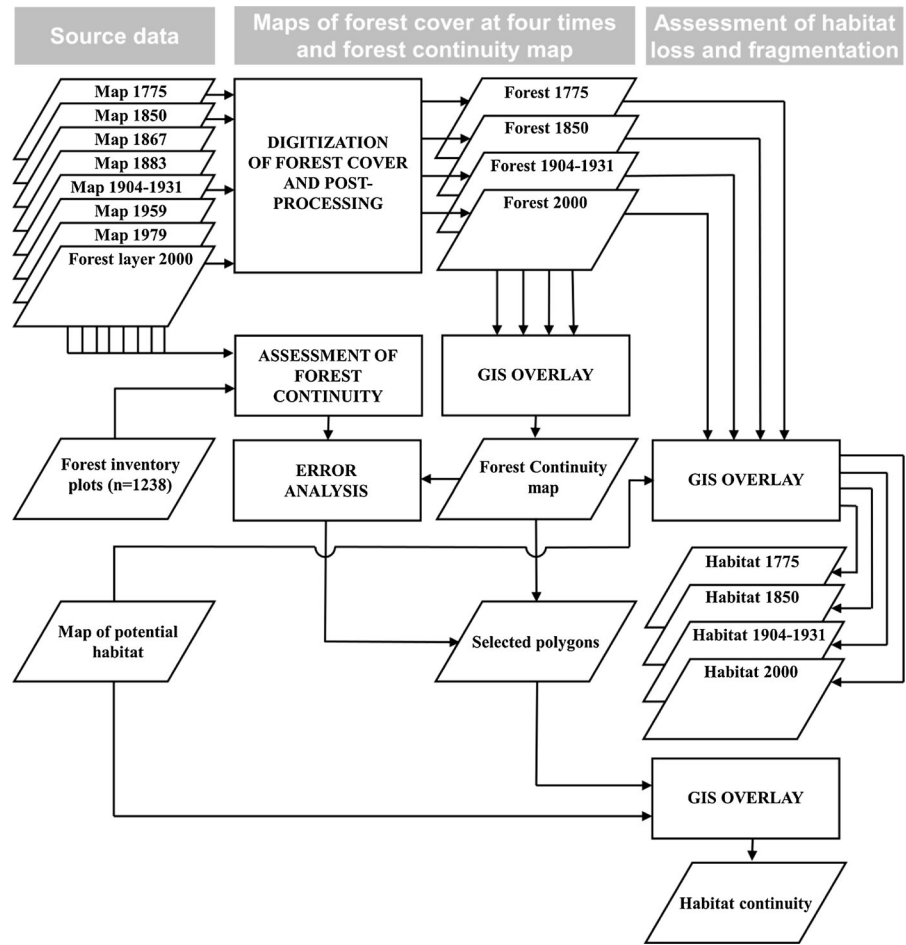 Source data
Maps of forest cover at four times
and forest continuity map
Assessment of habitat
loss and fragmentation
Map 1775
Map 1850
Map 1867
Map 1883
Map 1904-1931
Map 1959
Map 1979
Forest layer 2000
DIGITIZATION
OF FOREST COVER
AND POST-
PROCESSING
Forest 1775
Forest 1850
Forest 1904-1931
Forest 2000
ASSESSMENT OF
FOREST
CONTINUITY
GIS OVERLAY
Forest inventory
plots (n=1238)
ERROR
ANALYSIS
Forest Continuity
map
GIS OVERLAY
Habitat 1775
Habitat 1850
Habitat 1904-1931
Habitat 2000
Map of potential
habitat
Selected polygons
GIS OVERLAY
Habitat continuity